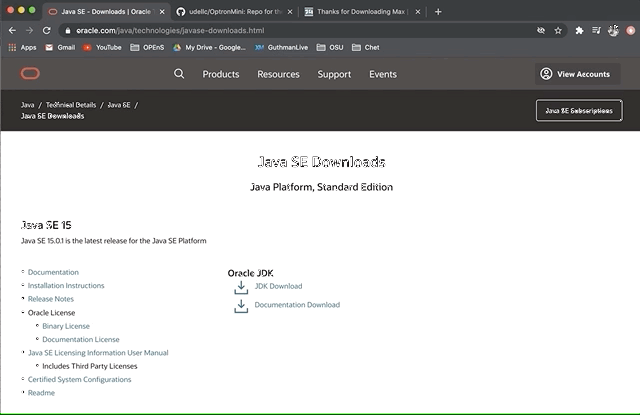 Java SE - Downloads | Oracle
udellc/OptronMini: Repo for th
Thanks for Downloading Max |
oracle.com/java/technologies/javase-downloads.html
Apps Gmail YouTube OPEnS My Drive - Google... GuthmanLive OSU Chet
Products Resources Support Events View Accounts
Java / Technical Details / Java SE /
Java SE Downloads
Java SE Subscriptions
Java SE Downloads
Java Platform, Standard Edition
Java SE 15
Java SE 15.0.1 is the latest release for the Java SE Platform
Documentation
Installation Instructions
Release Notes
Oracle License
Binary License
Documentation License
Java SE Licensing Information User Manual
Includes Third Party Licenses
Certified System Configurations
Readme
Oracle JDK
JDK Download
Documentation Download